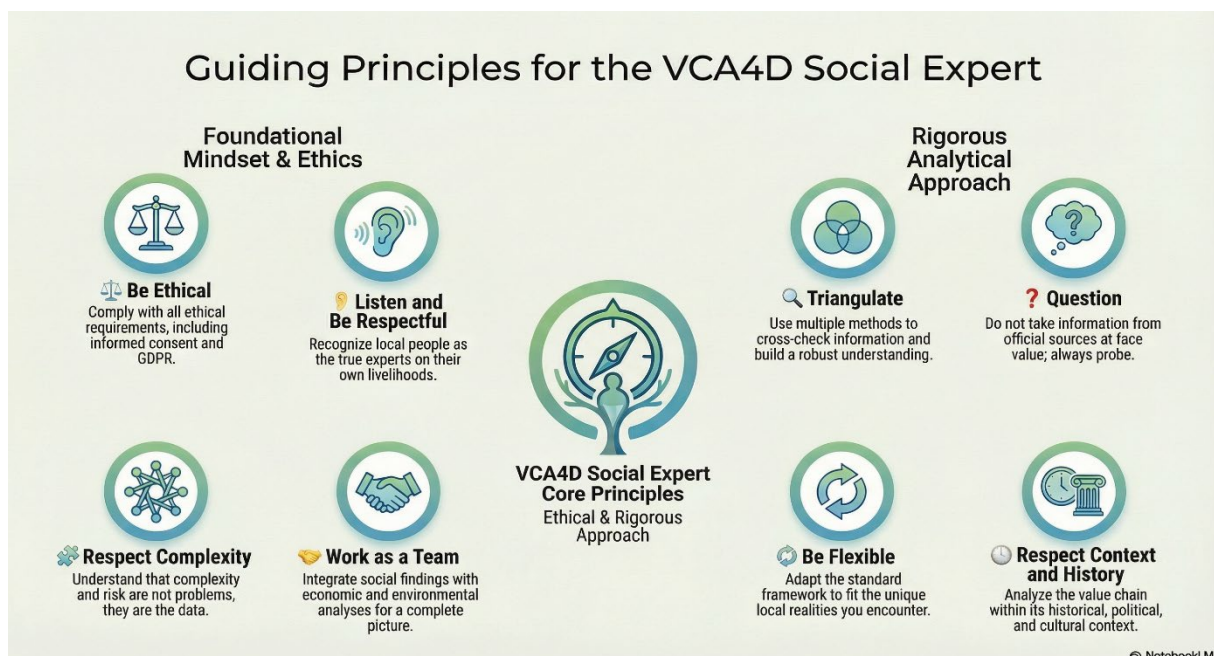 Guiding Principles for the VCA4D Social Expert
Foundational
Mindset & Ethics
Be Ethical
Comply with all ethical
requirements, including
informed consent and
GDPR.
Listen and
Be Respectful
Recognize local people as
the true experts on their
own livelihoods.
Respect Complexity
Understand that complexity
and risk are not problems,
they are the data.
Work as a Team
Integrate social findings with
economic and environmental
analyses for a complete
picture.
VCA4D Social Expert
Core Principles
Ethical & Rigorous
Approach
Rigorous
Analytical
Approach
Triangulate
Use multiple methods to
cross-check information and
build a robust understanding.
?
? Question
Do not take information from
official sources at face
value; always probe.
Be Flexible
Adapt the standard
framework to fit the unique
local realities you encounter.
Respect Context
and History
Analyze the value chain
within its historical, political,
and cultural context.